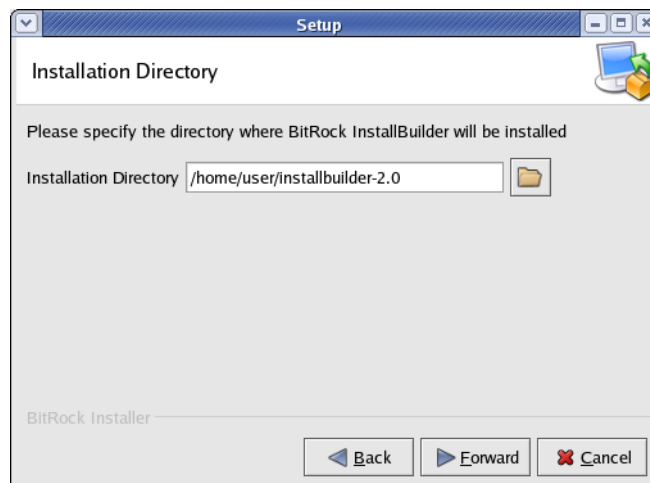 Setup
Installation Directory
Please specify the directory where BitRock InstallBuilder will be installed
Installation Directory /home/user/installbuilder-2.0
BitRock Installer
Back Forward Cancel